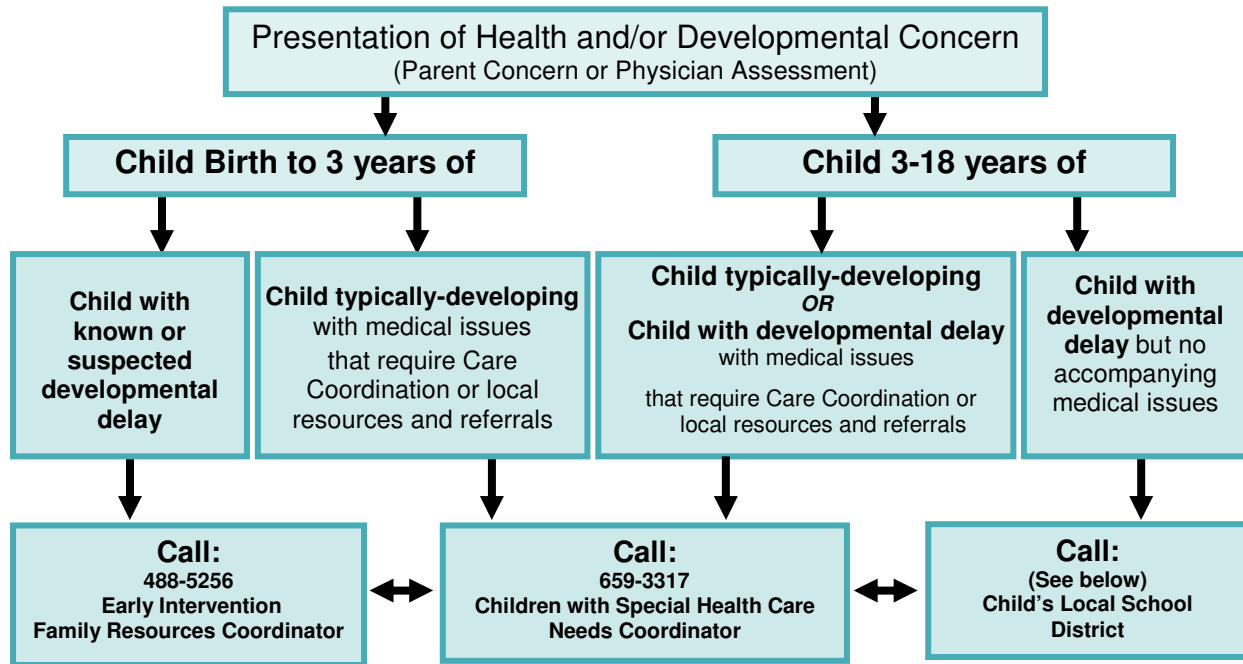 Presentation of Health and/or Developmental Concern
(Parent Concern or Physician Assessment)
Child Birth to 3 years of
Child 3-18 years of
Child with
known or
suspected
developmental
delay
Child typically-developing
with medical issues
that require Care
Coordination or local
resources and referrals
Child typically-developing
OR
Child with developmental delay
with medical issues
that require Care Coordination or
local resources and referrals
Child with
developmental
delay but no
accompanying
medical issues
Call:
488-5256
Early Intervention
Family Resources Coordinator
Call:
659-3317
Children with Special Health Care
Needs Coordinator
Call:
(See below)
Child’s Local School
District